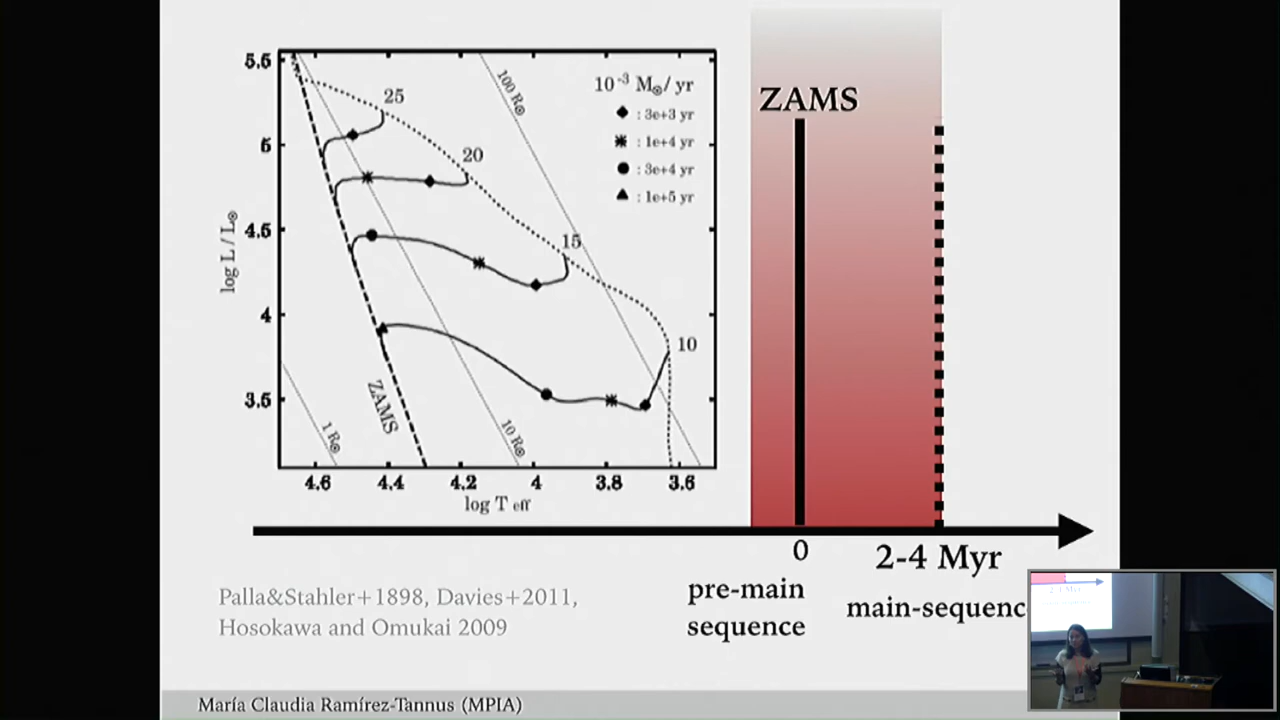 5.5
5
4.5
4
3.5
log L / L⊙
25
20
15
10
100 R⊙
10 R⊙
1 R⊙
ZAMS
10⁻³ M⊙/ yr
: 3e+3 yr
: 1e+4 yr
: 3e+4 yr
: 1e+5 yr
4.6 4.4 4.2 4 3.8 3.6
log T eff
ZAMS
0
2-4 Myr
pre-main
sequence
main-sequenc
Palla&Stahler+1898, Davies+2011,
Hosokawa and Omukai 2009
María Claudia Ramírez-Tannus (MPIA)
2-4 Myr